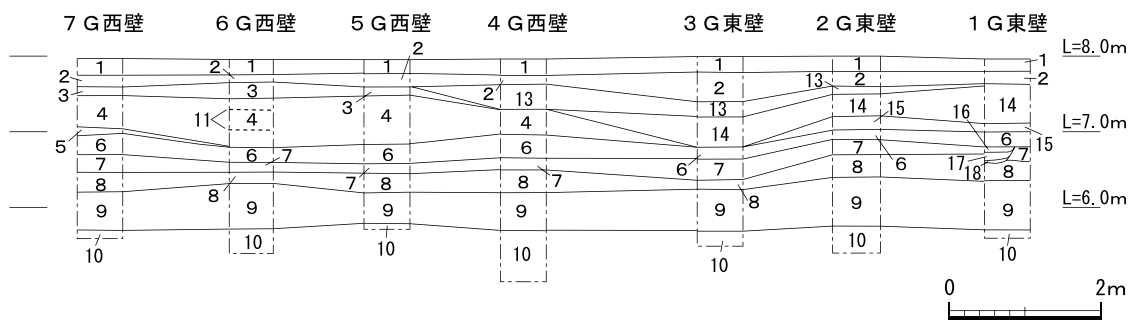 7G西壁 6G西壁 5G西壁 4G西壁 3G東壁 2G東壁 1G東壁
L=8.0m
L=7.0m
L=6.0m
1 2 3 4 5 6 7 8 9 10
1 2 3 11 4 6 7 8 9 10
1 2 3 4 6 7 8 9 10
1 2 13 4 6 7 8 9 10
1 2 13 14 6 7 8 9 10
1 13 2 14 15 7 6 8 9 10
1 2 14 16 6 15 17 7 18 8 9 10
0 2m